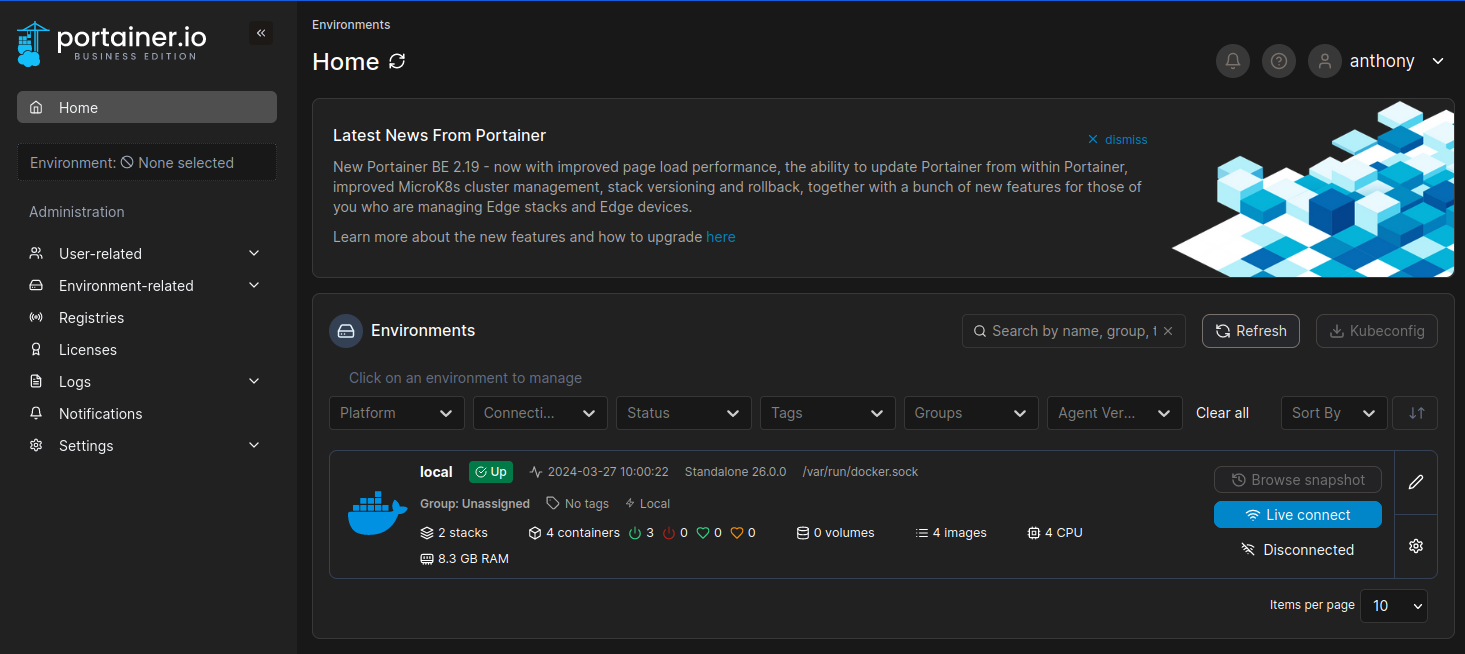 portainer.io
BUSINESS EDITION
Home
Environment: None selected
Administration
User-related
Environment-related
Registries
Licenses
Logs
Notifications
Settings
Environments
Home
anthony
Latest News From Portainer
dismiss
New Portainer BE 2.19 - now with improved page load performance, the ability to update Portainer from within Portainer,
improved MicroK8s cluster management, stack versioning and rollback, together with a bunch of new features for those of
you who are managing Edge stacks and Edge devices.
Learn more about the new features and how to upgrade here
Environments
Search by name, group, t
Refresh
Kubeconfig
Click on an environment to manage
Platform
Connecti...
Status
Tags
Groups
Agent Ver...
Clear all
Sort By
local Up 2024-03-27 10:00:22 Standalone 26.0.0 /var/run/docker.sock
Group: Unassigned No tags Local
2 stacks 4 containers 3 0 0 0 0 volumes 4 images 4 CPU
8.3 GB RAM
Browse snapshot
Live connect
Disconnected
Items per page 10